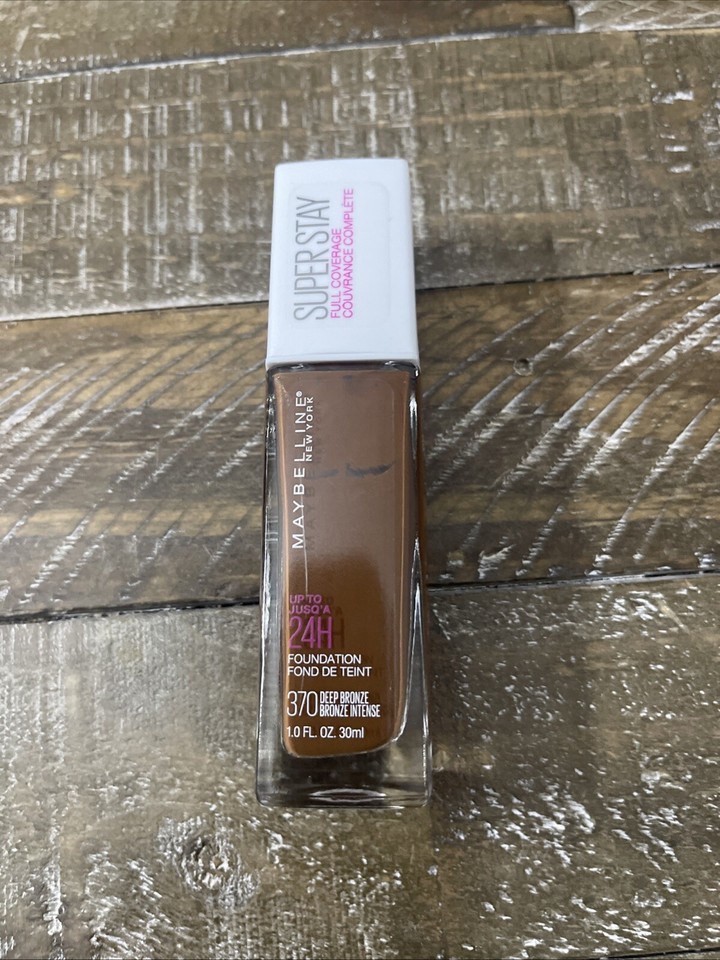 SUPER STAY
FULL COVERAGE
COUVRANCE COMPLÈTE
MAYBELLINE®
NEW YORK
UP TO
JUSQ'A
24H
FOUNDATION
FOND DE TEINT
370 DEEP BRONZE
BRONZE INTENSE
1.0 FL. OZ. 30ml